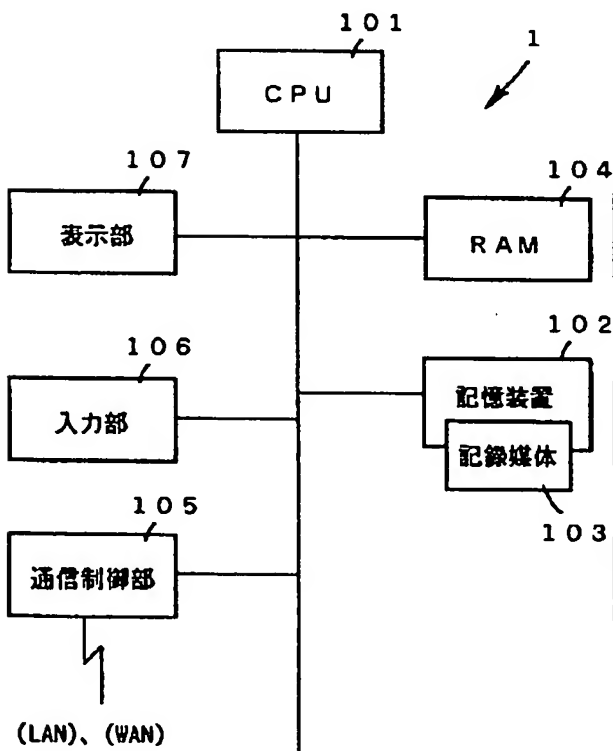 101
1
CPU
107
104
表示部
RAM
106
102
入力部
記憶装置
記録媒体
105
103
通信制御部
(LAN)、(WAN)